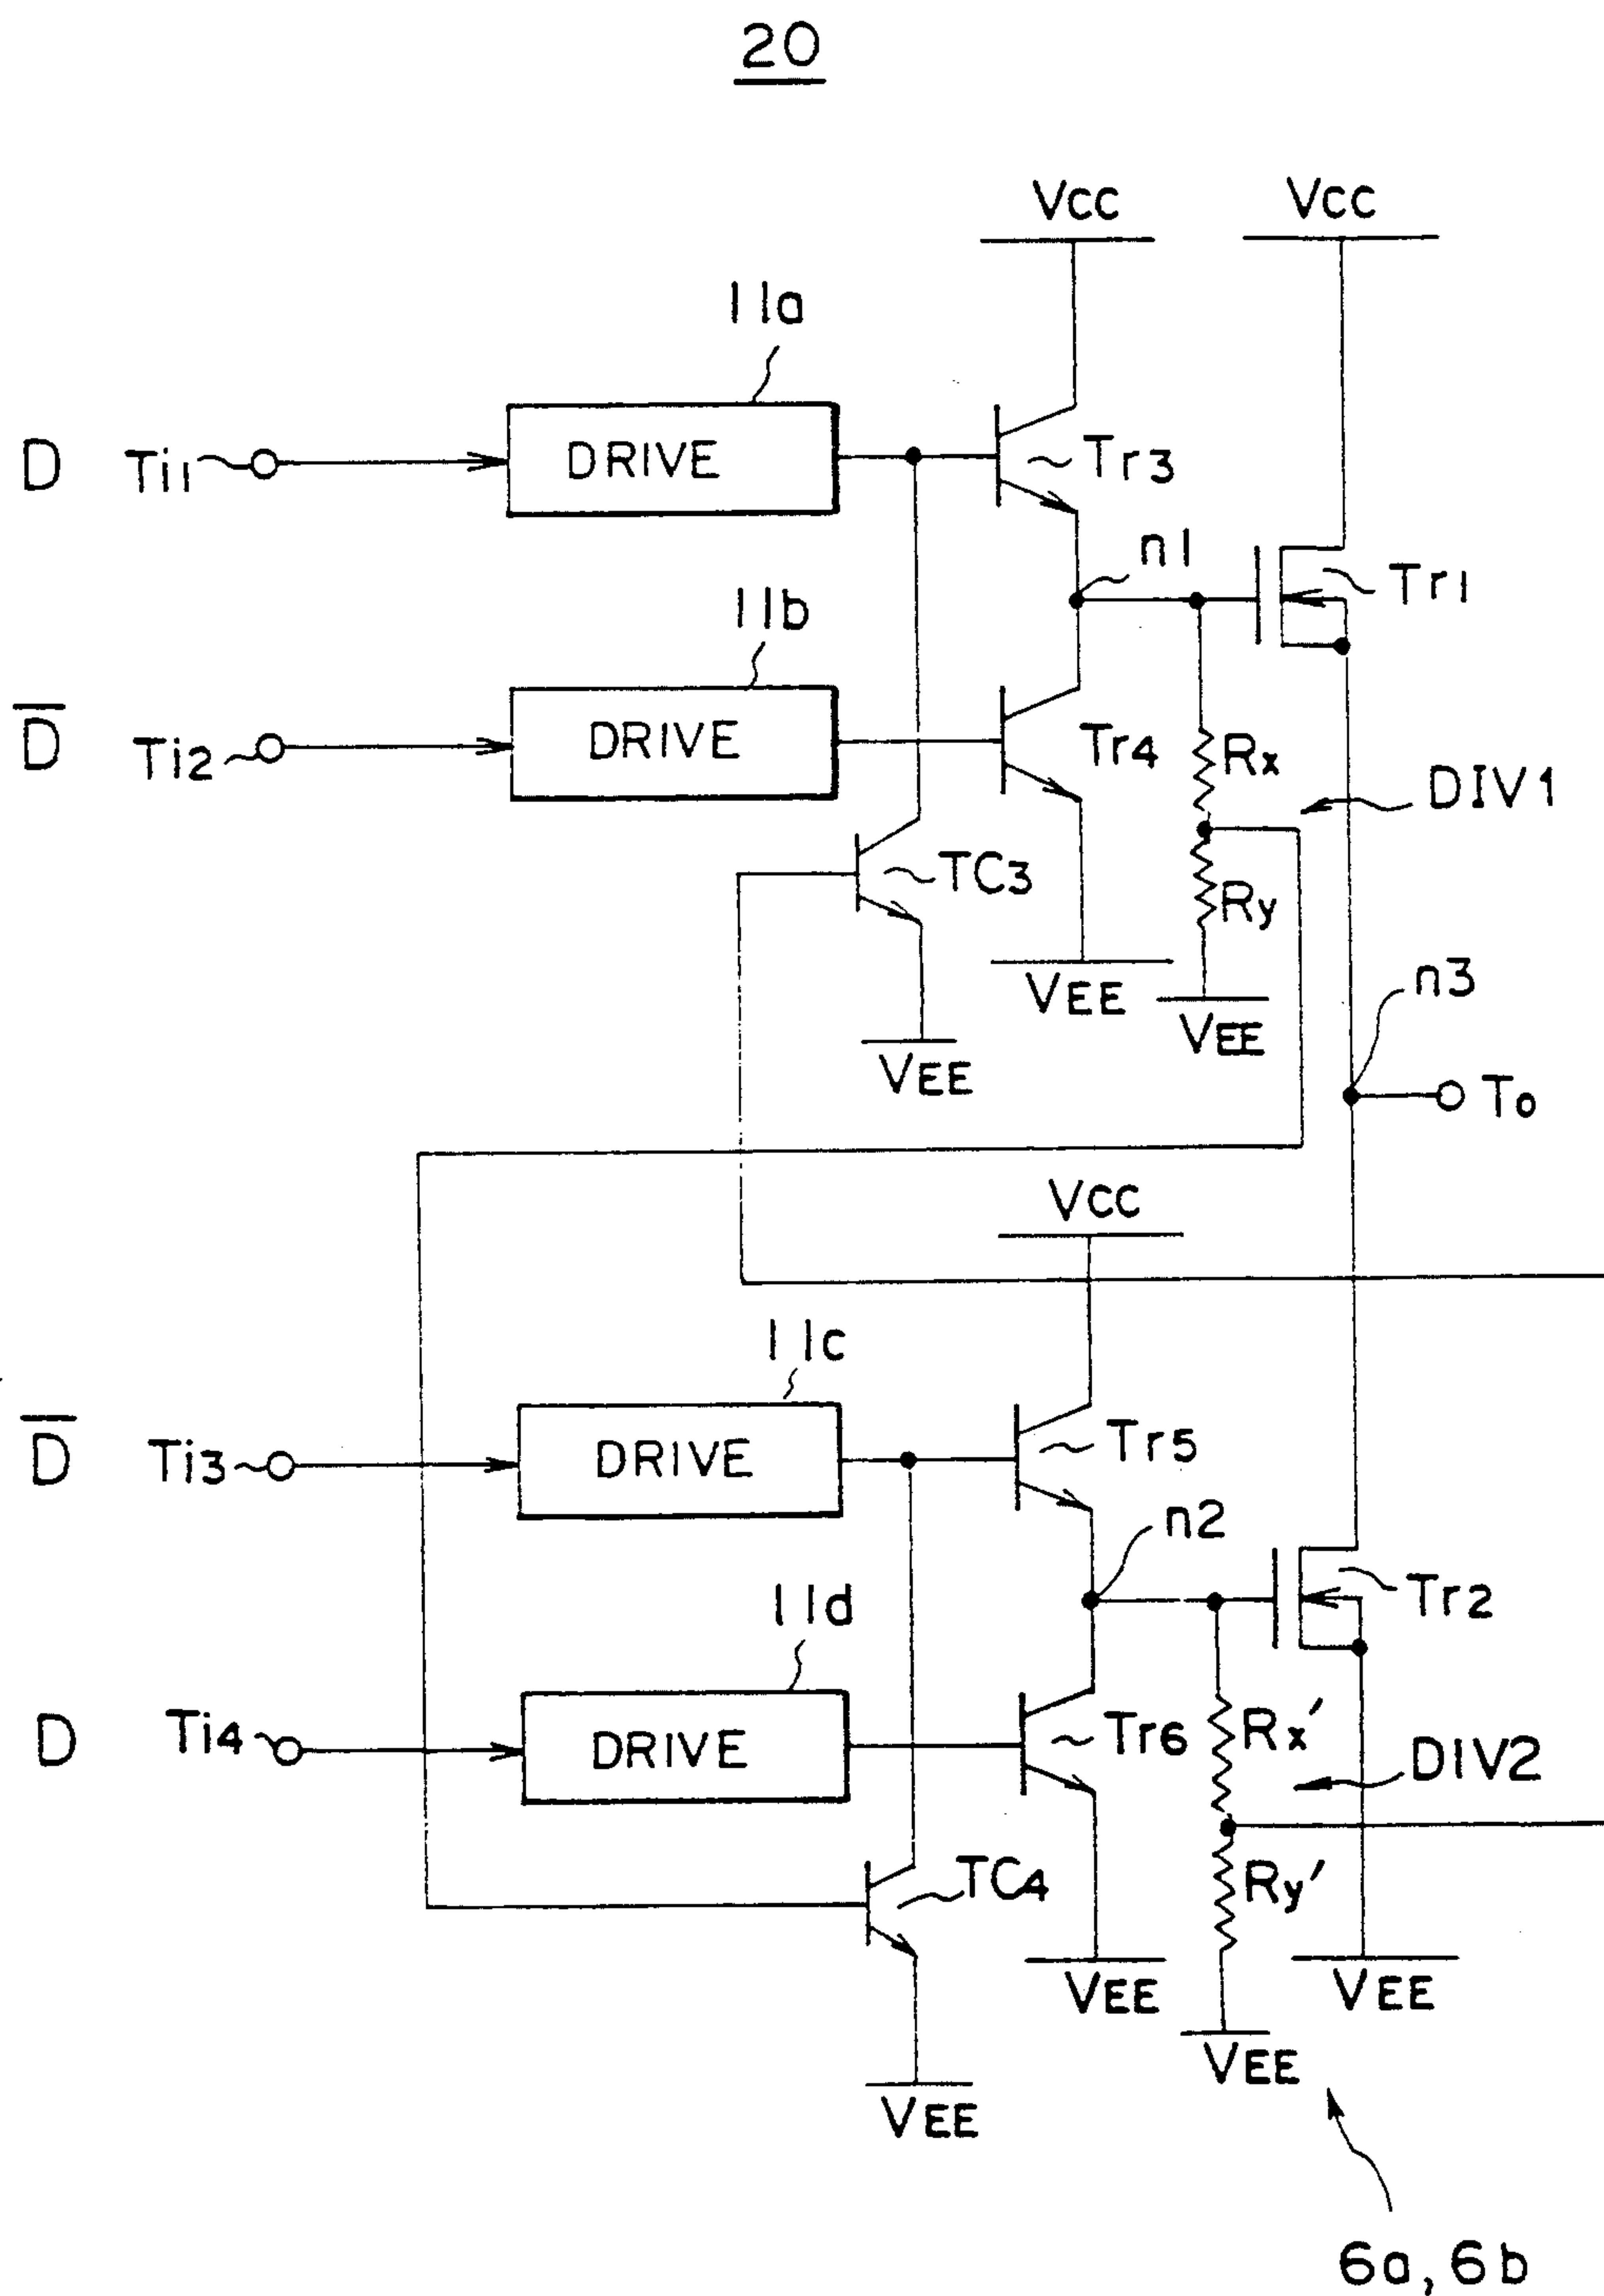 20
Vcc Vcc
11a
D Ti1 DRIVE Tr3
n1
Tr1
11b
D̅ Ti2 DRIVE Tr4 Rx
DIV1
TC3 Ry
VEE
n3
VEE
VEE
To
Vcc
11c
D̅ Ti3 DRIVE Tr5
n2
11d
Tr2
D Ti4 DRIVE Tr6 Rx′
DIV2
TC4 Ry′
VEE VEE
VEE
VEE
6a, 6b